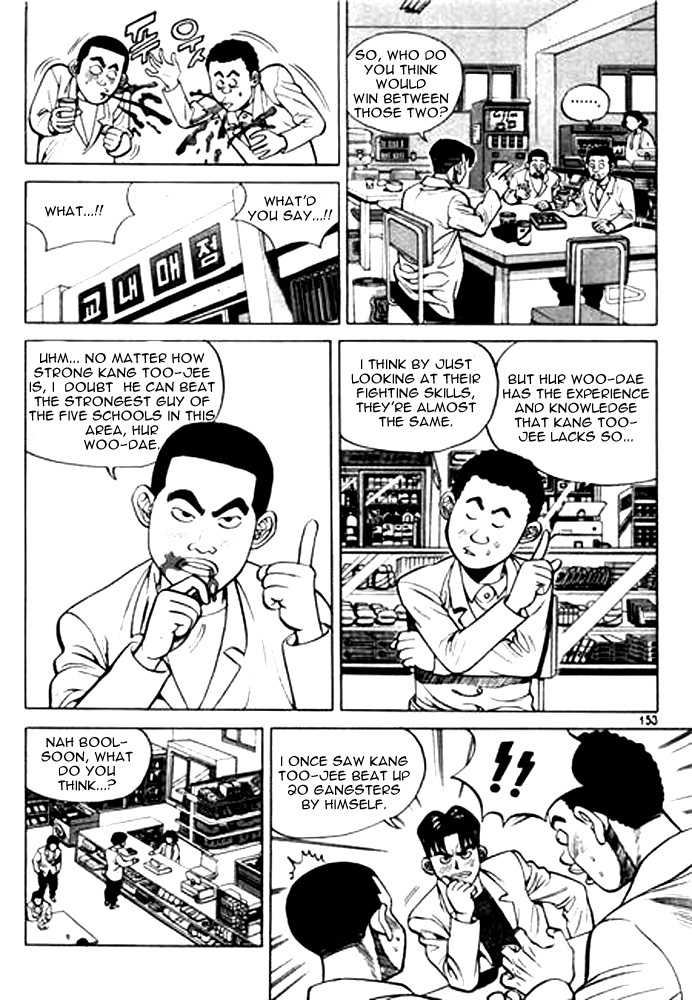 WHAT...!!
WHAT'D
YOU SAY...!!
교내매점
SO, WHO DO
YOU THINK
WOULD
WIN BETWEEN
THOSE TWO?
......
UHM... NO MATTER HOW
STRONG KANG TOO-JEE
IS, I DOUBT HE CAN BEAT
THE STRONGEST GUY OF
THE FIVE SCHOOLS IN THIS
AREA, HUR
WOO-DAE.
I THINK BY JUST
LOOKING AT THEIR
FIGHTING SKILLS,
THEY'RE ALMOST
THE SAME.
BUT HUR WOO-DAE
HAS THE EXPERIENCE
AND KNOWLEDGE
THAT KANG TOO-
JEE LACKS SO...
153
NAH BOOL-
SOON, WHAT
DO YOU
THINK...?
I ONCE SAW KANG
TOO-JEE BEAT UP
20 GANGSTERS
BY HIMSELF.
!!